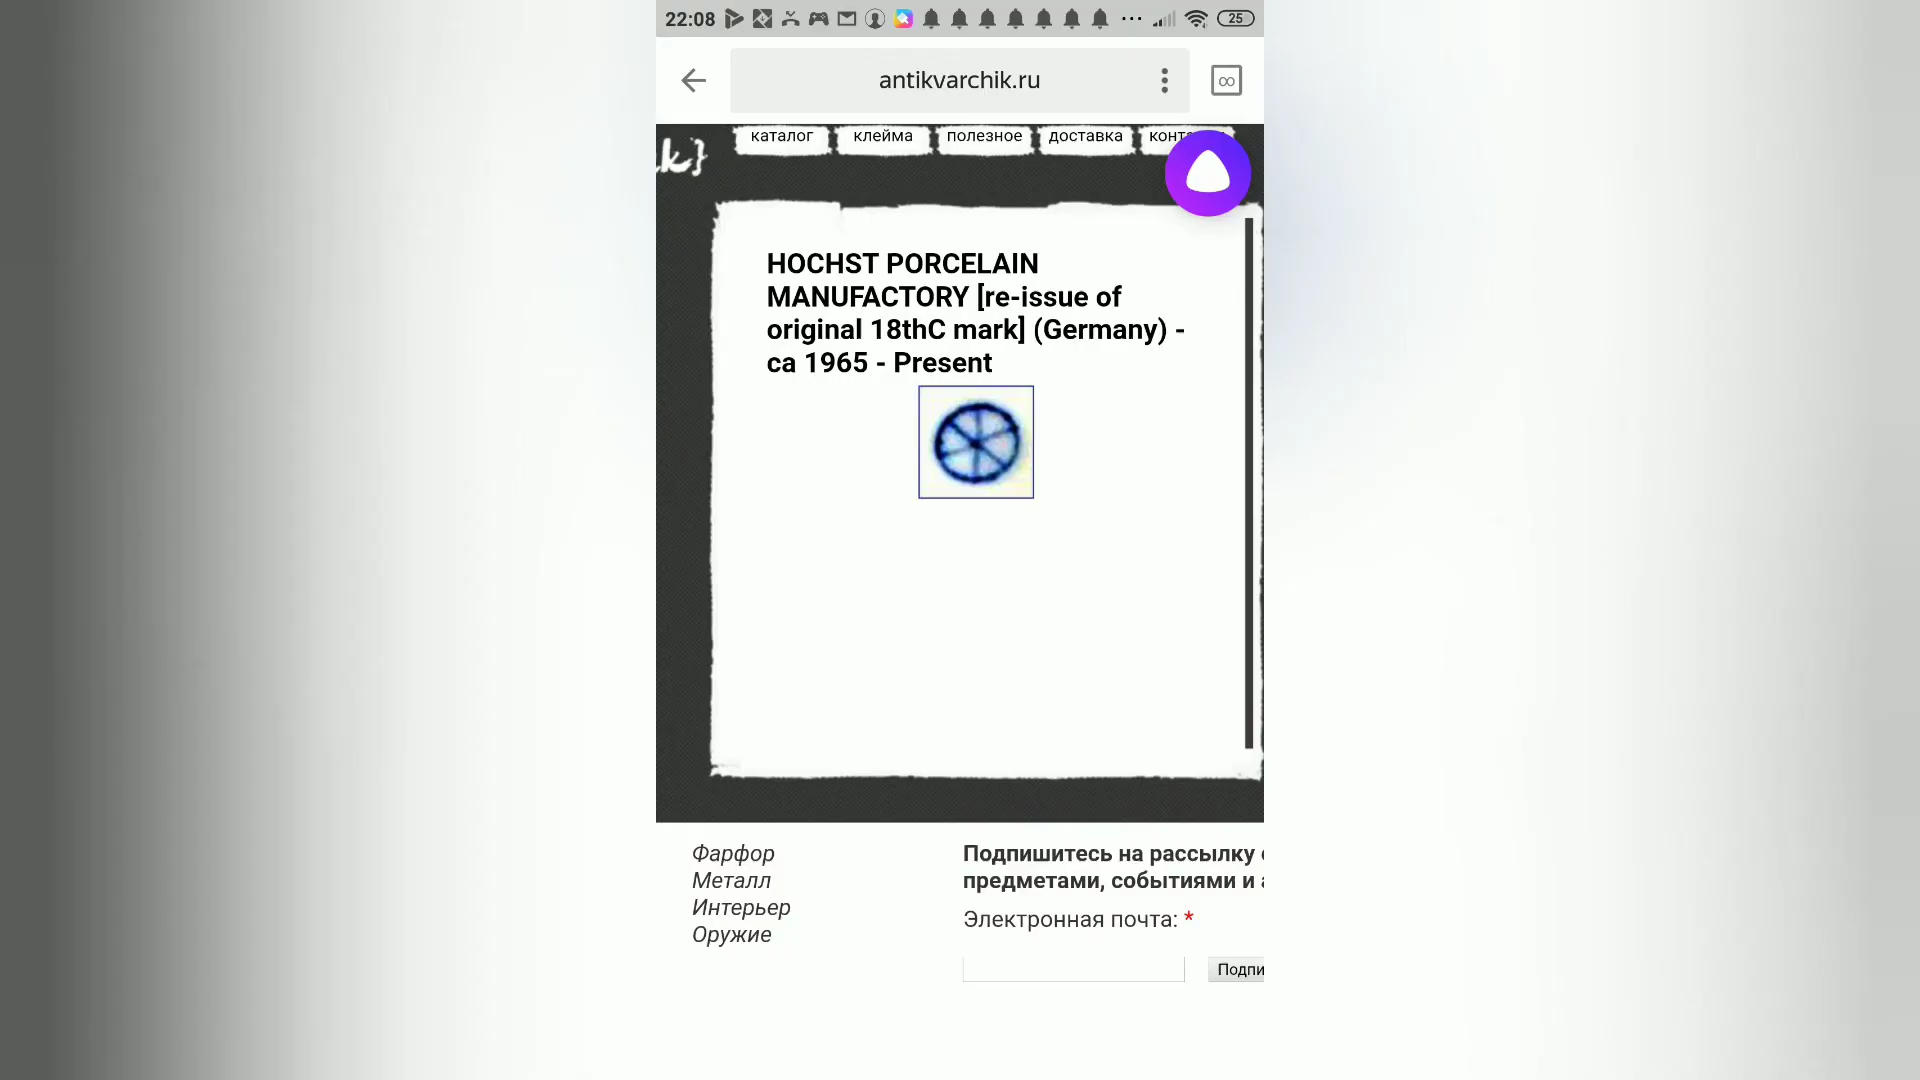 22:08
25
antikvarchik.ru
каталог
клейма
полезное
доставка
k}
HOCHST PORCELAIN
MANUFACTORY [re-issue of
original 18thC mark] (Germany) -
ca 1965 - Present
Фарфор
Металл
Интерьер
Оружие
Подпишитесь на рассылку
предметами, событиями и
Электронная почта: *
Подпи